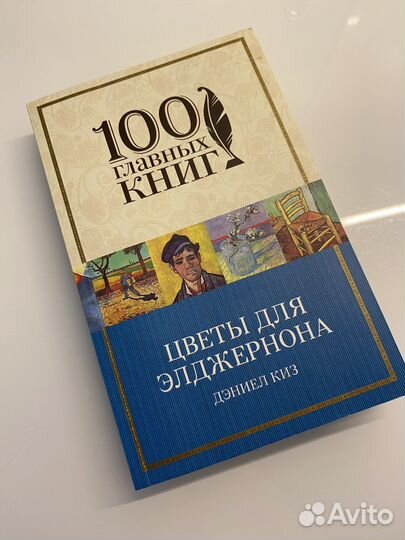 100
ГЛАВНЫХ
КНИГ
ЦВЕТЫ ДЛЯ
ЭЛДЖЕРНОНА
ДЭНИЕЛ КИЗ
Avito